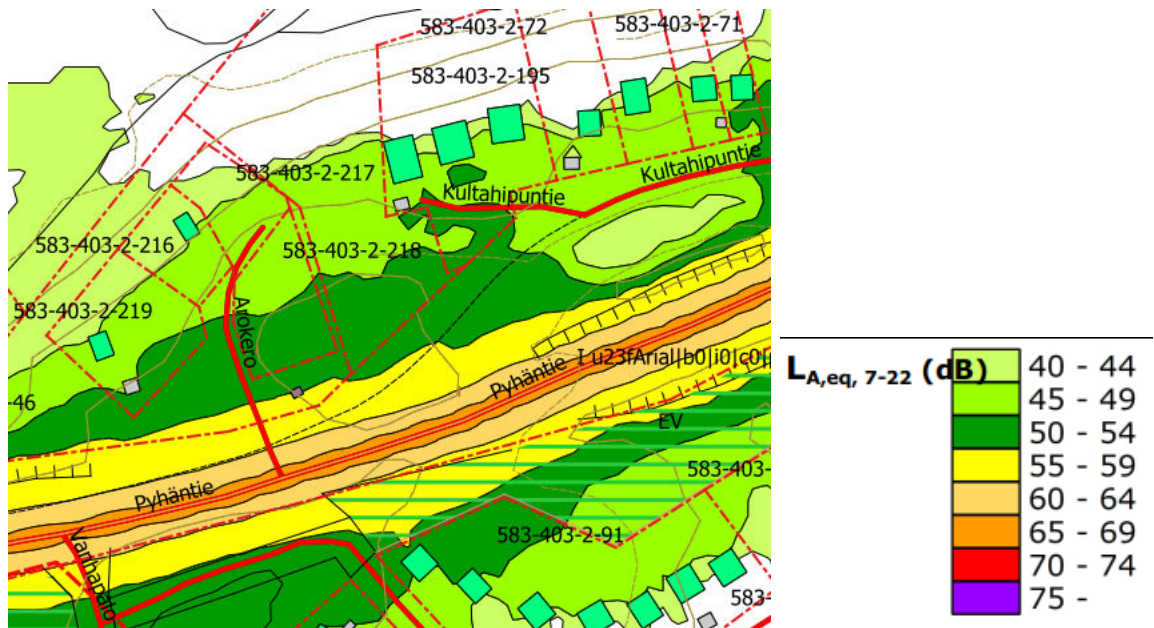 583-403-2-72
583-403-2-71
583-403-2-195
Kultahipuntie
583-403-2-217
Kultahipuntie
583-403-2-216
583-403-2-218
583-403-2-219
Arokero
Pyhäntie
I u23fArial|b0|i0|c0|
-46
EV
583-403-
Pyhäntie
583-403-2-91
Vanhapalo
583-
L A,eq, 7-22 (dB)
40 - 44
45 - 49
50 - 54
55 - 59
60 - 64
65 - 69
70 - 74
75 -